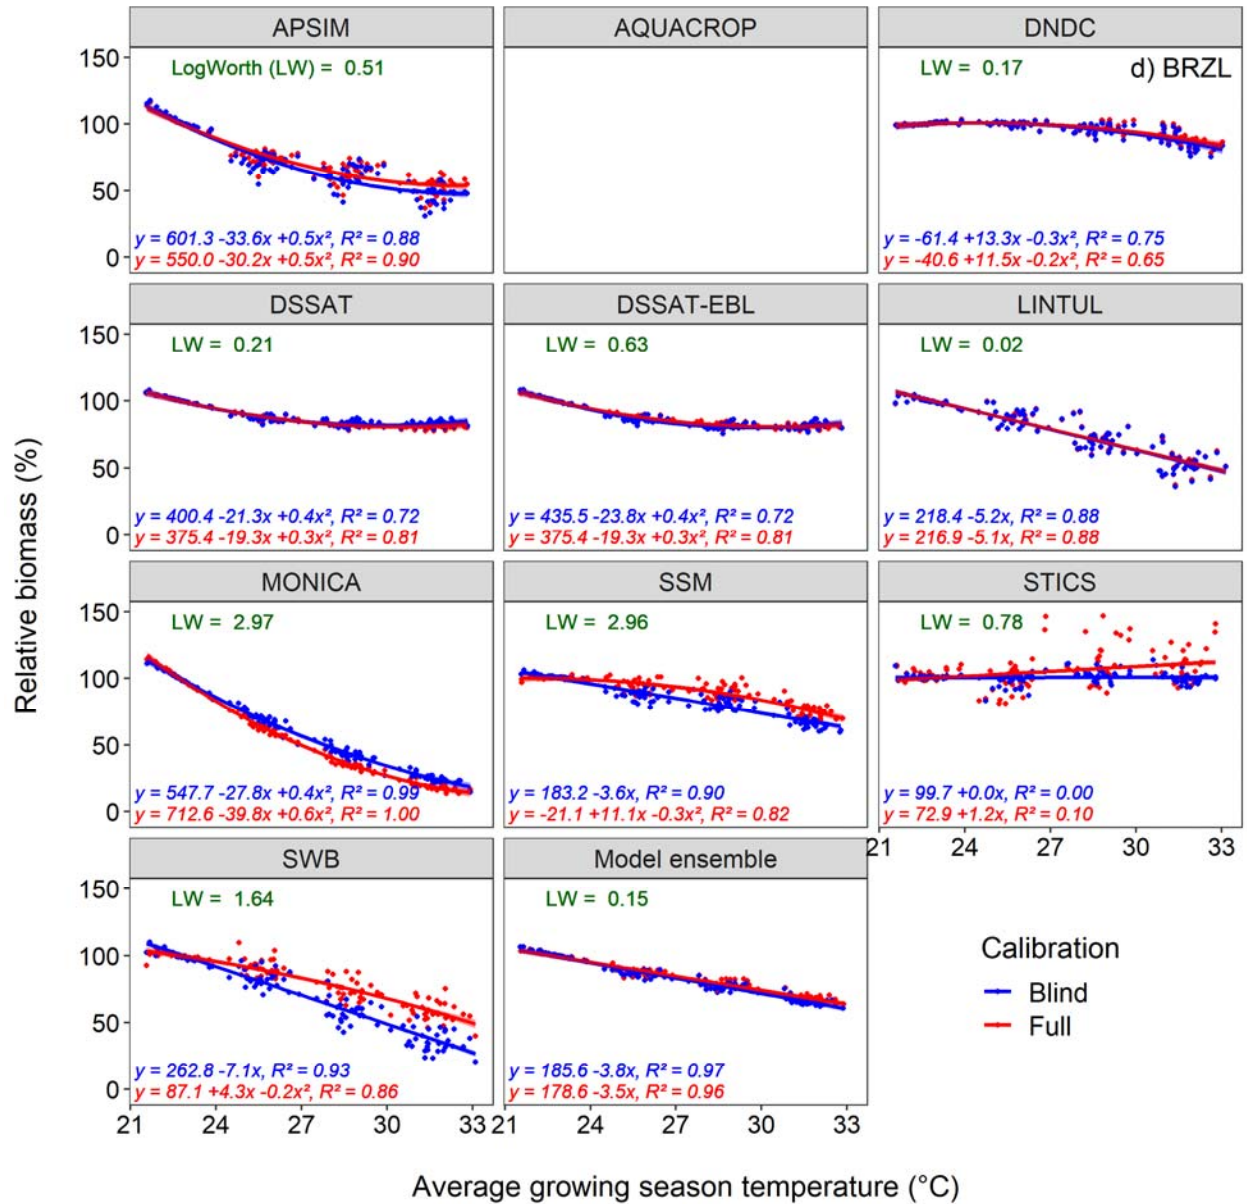 APSIM
AQUACROP
DNDC
150
100
50
0
LogWorth (LW) = 0.51
y = 601.3 -33.6x +0.5x², R² = 0.88
y = 550.0 -30.2x +0.5x², R² = 0.90
LW = 0.17
d) BRZL
y = -61.4 +13.3x -0.3x², R² = 0.75
y = -40.6 +11.5x -0.2x², R² = 0.65
DSSAT
DSSAT-EBL
LINTUL
150
100
50
0
LW = 0.21
y = 400.4 -21.3x +0.4x², R² = 0.72
y = 375.4 -19.3x +0.3x², R² = 0.81
LW = 0.63
y = 435.5 -23.8x +0.4x², R² = 0.72
y = 375.4 -19.3x +0.3x², R² = 0.81
LW = 0.02
y = 218.4 -5.2x, R² = 0.88
y = 216.9 -5.1x, R² = 0.88
Relative biomass (%)
MONICA
SSM
STICS
150
100
50
0
LW = 2.97
y = 547.7 -27.8x +0.4x², R² = 0.99
y = 712.6 -39.8x +0.6x², R² = 1.00
LW = 2.96
y = 183.2 -3.6x, R² = 0.90
y = -21.1 +11.1x -0.3x², R² = 0.82
LW = 0.78
y = 99.7 +0.0x, R² = 0.00
y = 72.9 +1.2x, R² = 0.10
21 24 27 30 33
SWB
Model ensemble
150
100
50
0
LW = 1.64
y = 262.8 -7.1x, R² = 0.93
y = 87.1 +4.3x -0.2x², R² = 0.86
LW = 0.15
y = 185.6 -3.8x, R² = 0.97
y = 178.6 -3.5x, R² = 0.96
21 24 27 30 33
21 24 27 30 33
Calibration
Blind
Full
Average growing season temperature (°C)